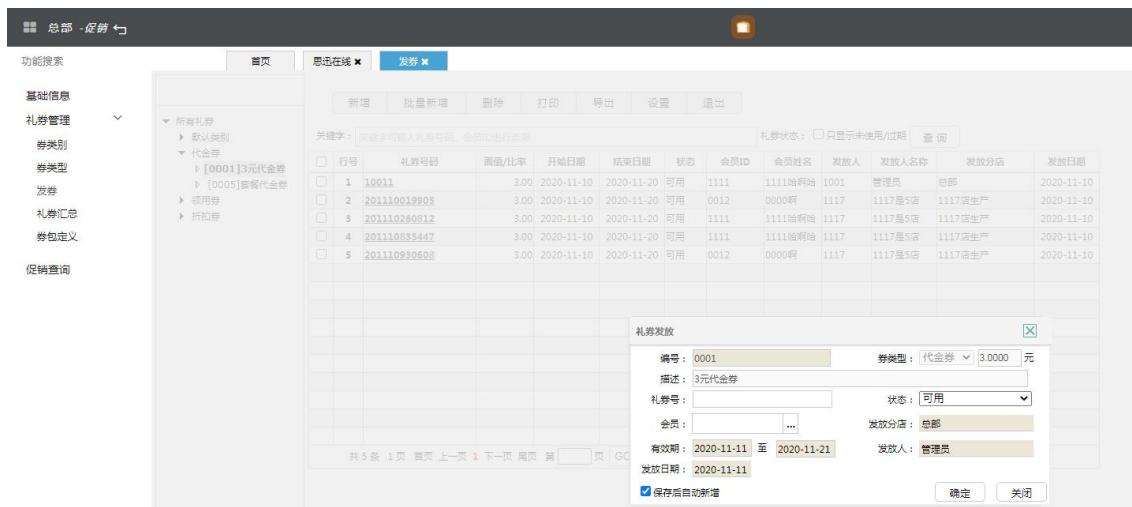 总部 -促销
功能搜索
首页
思迅在线 ✖
发券 ✖
基础信息
礼券管理
券类别
券类型
发券
礼券汇总
券包定义
促销查询
所有礼券
默认类别
代金券
[0001]3元代金券
[0005]套餐代金券
领用券
折扣券
新增 批量新增 删除 打印 导出 设置 退出
关键字： 关键字可输入礼券号码、会员ID进行查询 礼券状态： 只显示未使用/过期 查 询
行号 礼券号码 面值/比率 开始日期 结束日期 状态 会员ID 会员姓名 发放人 发放人名称 发放分店 发放日期
1 10011 3.00 2020-11-10 2020-11-20 可用 1111 1111哈啊哈 1001 管理员 总部 2020-11-10
2 201110019905 3.00 2020-11-10 2020-11-20 可用 0012 0000啊 1117 1117是5店 1117店生产 2020-11-10
3 201110260812 3.00 2020-11-10 2020-11-20 可用 1111 1111哈啊哈 1117 1117是5店 1117店生产 2020-11-10
4 201110835447 3.00 2020-11-10 2020-11-20 可用 1111 1111哈啊哈 1117 1117是5店 1117店生产 2020-11-10
5 201110930608 3.00 2020-11-10 2020-11-20 可用 0012 0000啊 1117 1117是5店 1117店生产 2020-11-10
共 5 条 1 页 首页 上一页 1 下一页 尾页 第 页 GO
礼券发放
编号： 0001 券类型： 代金券 3.0000 元
描述： 3元代金券
礼券号： 状态： 可用
会员： ... 发放分店： 总部
有效期： 2020-11-11 至 2020-11-21 发放人： 管理员
发放日期： 2020-11-11
保存后自动新增 确定 关闭